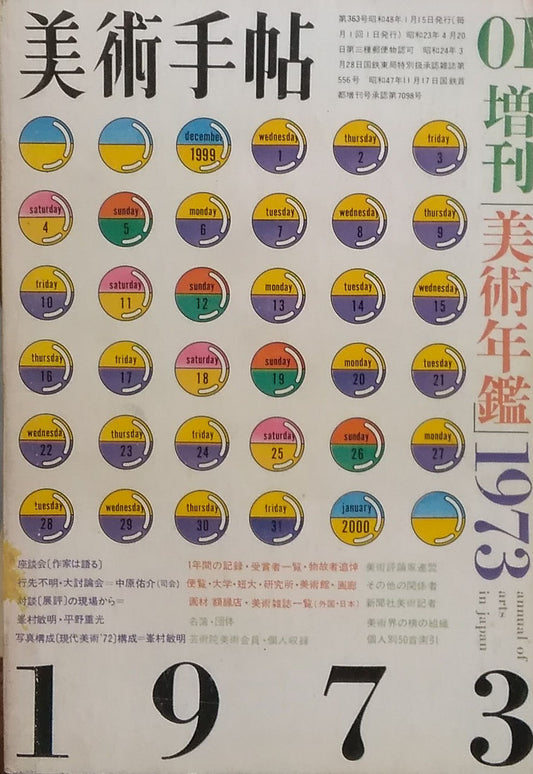 美術手帖
第363号昭和48年1月15日発行(毎
月1回1日発行) 昭和23年4月20
日第三種郵便物認可 昭和24年3
月28日国鉄東局特別扱承認雑誌第
556号 昭和47年11月17日国鉄首
都増刊号承認第7098号
01
増刊「美術年鑑」1973
annual of
arts
in japan
december 1999
wednesday 1
thursday 2
friday 3
saturday 4
sunday 5
monday 6
tuesday 7
wednesday 8
thursday 9
friday 10
saturday 11
sunday 12
monday 13
tuesday 14
wednesday 15
thursday 16
friday 17
saturday 18
sunday 19
monday 20
tuesday 21
wednesday 22
thursday 23
friday 24
saturday 25
sunday 26
monday 27
tuesday 28
wednesday 29
thursday 30
friday 31
january 2000
座談会〔作家は語る〕
行先不明・大討論会=中原佑介(司会)
対談〔展評〕の現場から=
峯村敏明・平野重光
写真構成〔現代美術'72〕構成=峯村敏明
1年間の記録・受賞者一覧・物故者追悼
便覧・大学・短大・研究所・美術館・画廊
画材 額縁店・美術雑誌一覧(外国・日本)
名簿・団体
芸術院美術会員・個人収録
美術評論家連盟
その他の関係者
新聞社美術記者
美術界の横の組織
個人別50音索引
1973